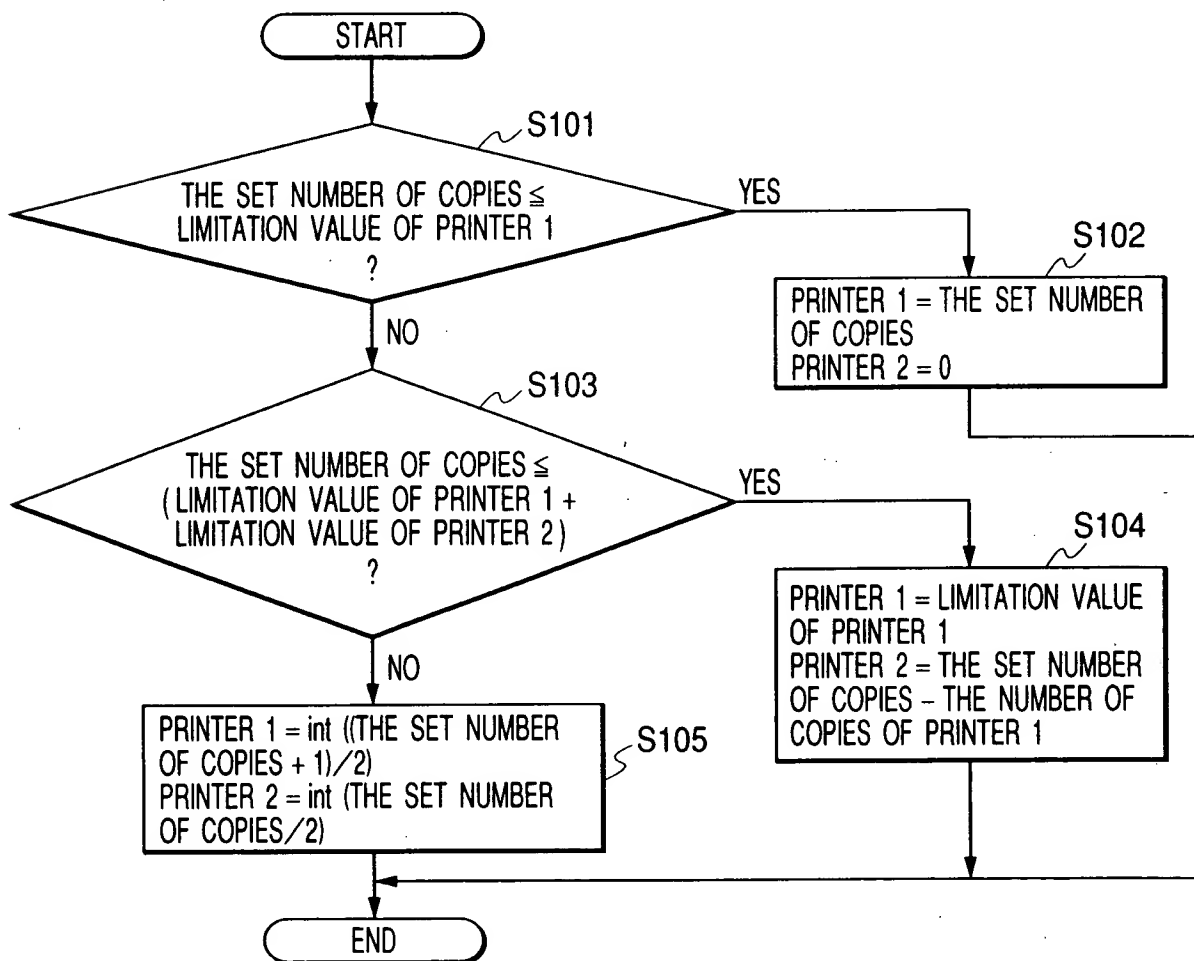 START
S101
THE SET NUMBER OF COPIES ≦
LIMITATION VALUE OF PRINTER 1
?
YES
NO
S102
PRINTER 1 = THE SET NUMBER
OF COPIES
PRINTER 2 = 0
S103
THE SET NUMBER OF COPIES ≦
(LIMITATION VALUE OF PRINTER 1 +
LIMITATION VALUE OF PRINTER 2)
?
YES
NO
S104
PRINTER 1 = LIMITATION VALUE
OF PRINTER 1
PRINTER 2 = THE SET NUMBER
OF COPIES – THE NUMBER OF
COPIES OF PRINTER 1
S105
PRINTER 1 = int ((THE SET NUMBER
OF COPIES + 1)/2)
PRINTER 2 = int (THE SET NUMBER
OF COPIES/2)
END